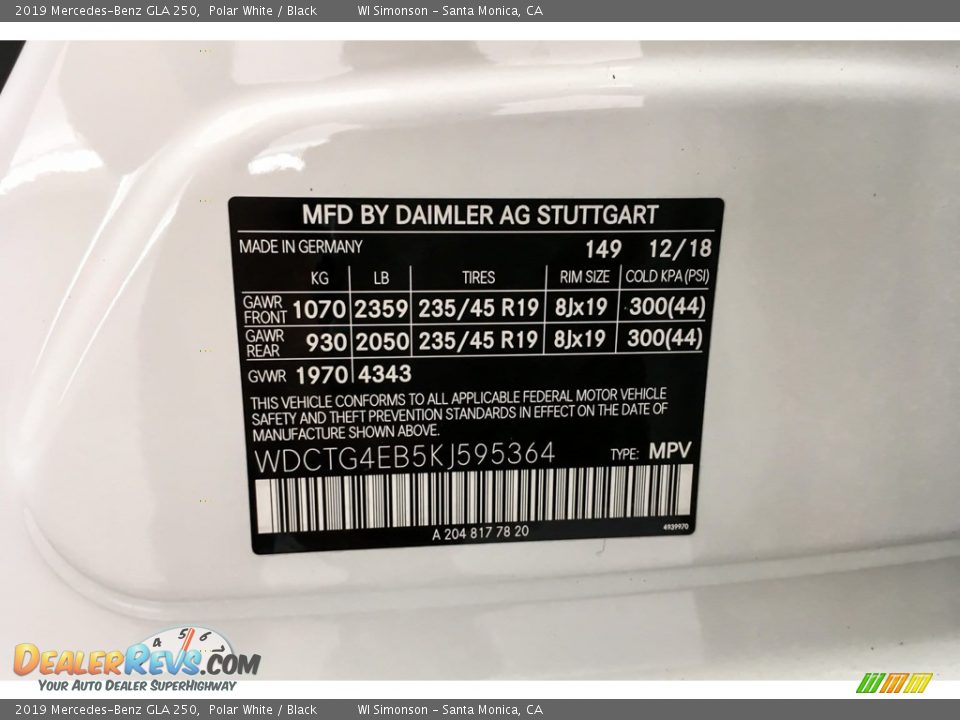 2019 Mercedes-Benz GLA 250, Polar White / Black WI Simonson - Santa Monica, CA
MFD BY DAIMLER AG STUTTGART
MADE IN GERMANY 149 12/18
KG LB TIRES RIM SIZE COLD KPA (PSI)
GAWR FRONT 1070 2359 235/45 R19 8Jx19 300(44)
GAWR REAR 930 2050 235/45 R19 8Jx19 300(44)
GVWR 1970 4343
THIS VEHICLE CONFORMS TO ALL APPLICABLE FEDERAL MOTOR VEHICLE
SAFETY AND THEFT PREVENTION STANDARDS IN EFFECT ON THE DATE OF
MANUFACTURE SHOWN ABOVE.
WDCTG4EB5KJ595364 TYPE: MPV
A 204 817 78 20 4939970
4 5 6 7
DEALERREVS.COM
YOUR AUTO DEALER SUPERHIGHWAY
2019 Mercedes-Benz GLA 250, Polar White / Black WI Simonson - Santa Monica, CA